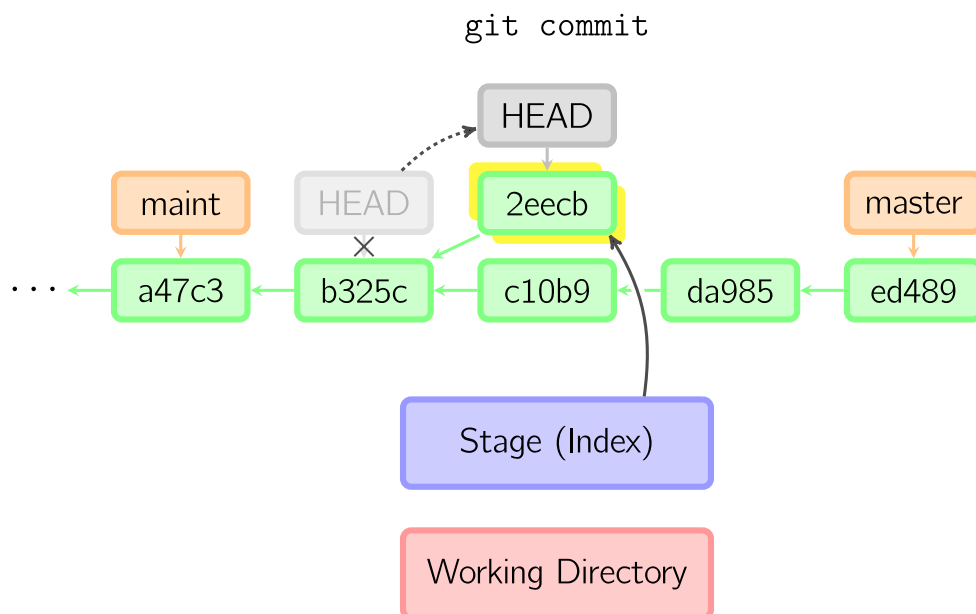 git commit
HEAD
maint HEAD 2eecb master
... a47c3 b325c c10b9 da985 ed489
Stage (Index)
Working Directory